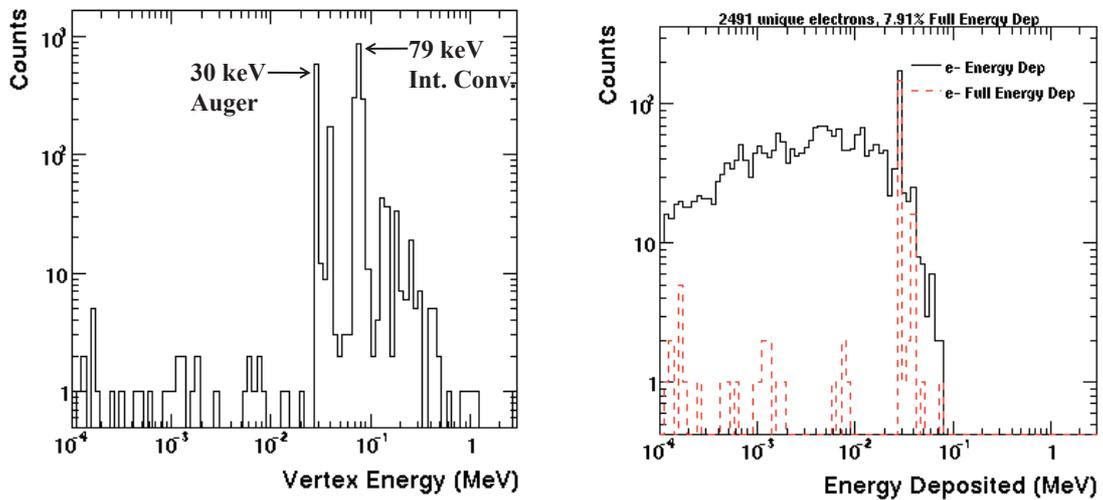 2491 unique electrons, 7.91% Full Energy Dep
Counts
10³
10²
10
1
30 keV
Auger
79 keV
Int. Conv.
10⁻⁴
10⁻³
10⁻²
10⁻¹
1
Vertex Energy (MeV)
Counts
10²
10
1
e- Energy Dep
e- Full Energy Dep
10⁻⁴
10⁻³
10⁻²
10⁻¹
1
Energy Deposited (MeV)